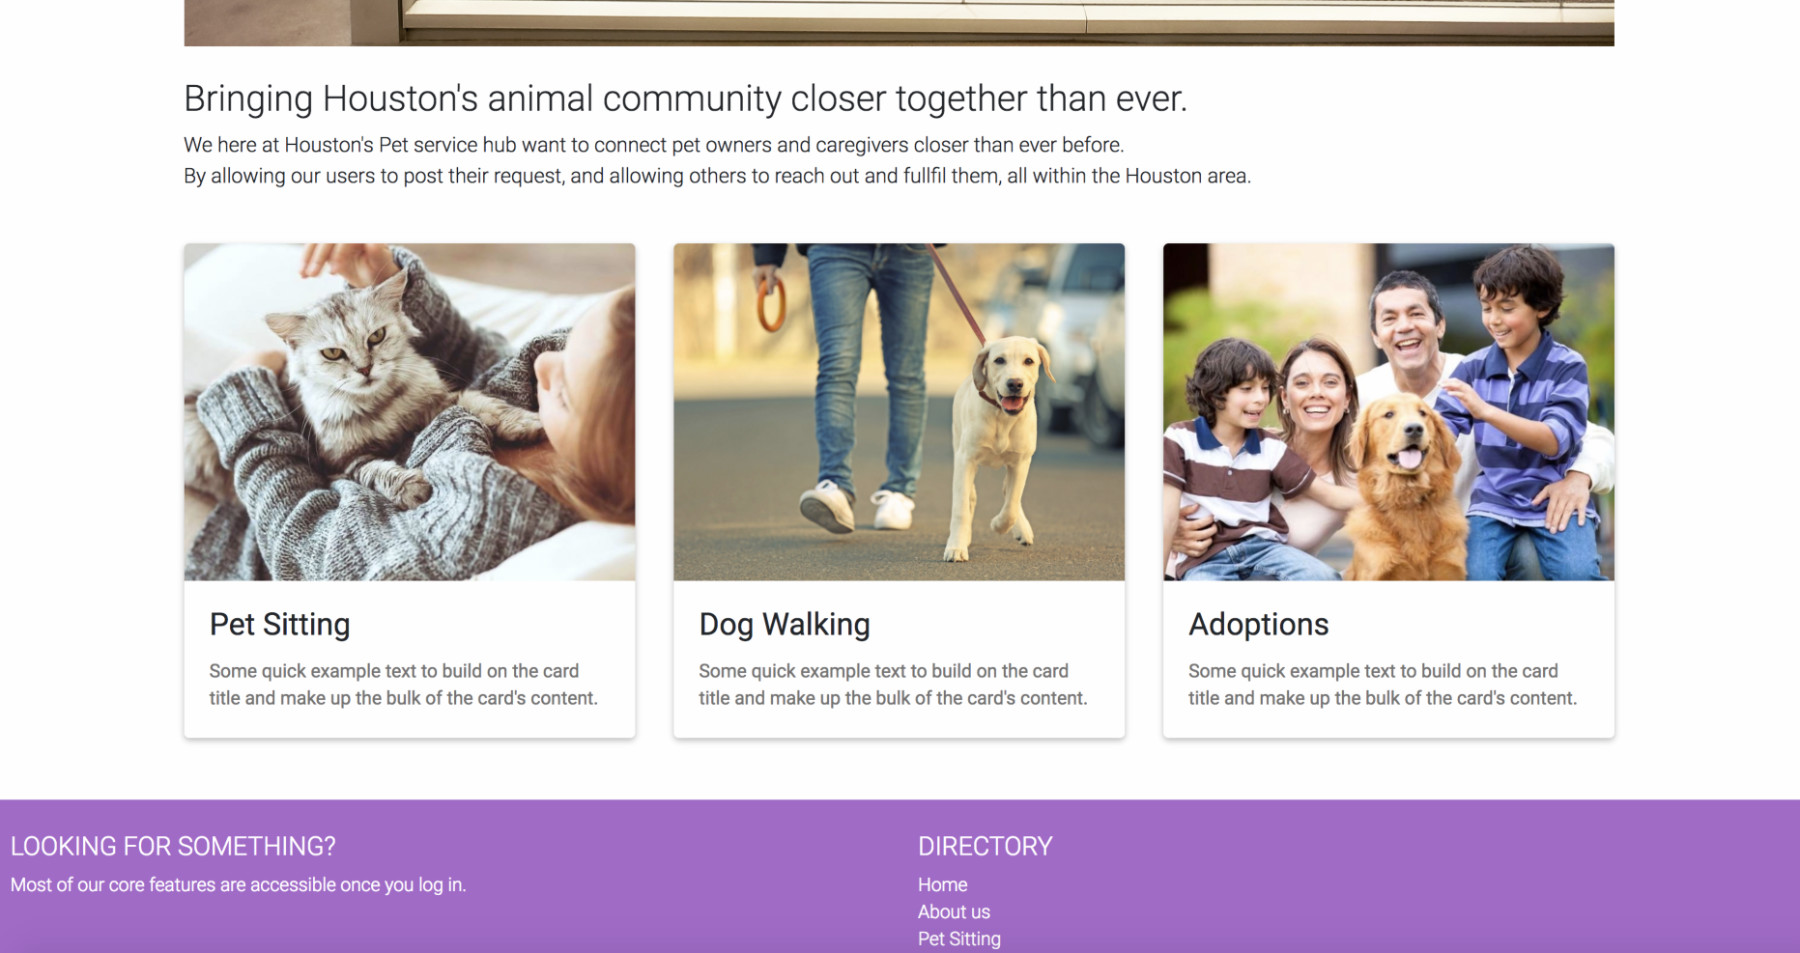 Bringing Houston's animal community closer together than ever.
We here at Houston's Pet service hub want to connect pet owners and caregivers closer than ever before.
By allowing our users to post their request, and allowing others to reach out and fullfil them, all within the Houston area.
Pet Sitting
Some quick example text to build on the card
title and make up the bulk of the card's content.
Dog Walking
Some quick example text to build on the card
title and make up the bulk of the card's content.
Adoptions
Some quick example text to build on the card
title and make up the bulk of the card's content.
LOOKING FOR SOMETHING?
Most of our core features are accessible once you log in.
DIRECTORY
Home
About us
Pet Sitting